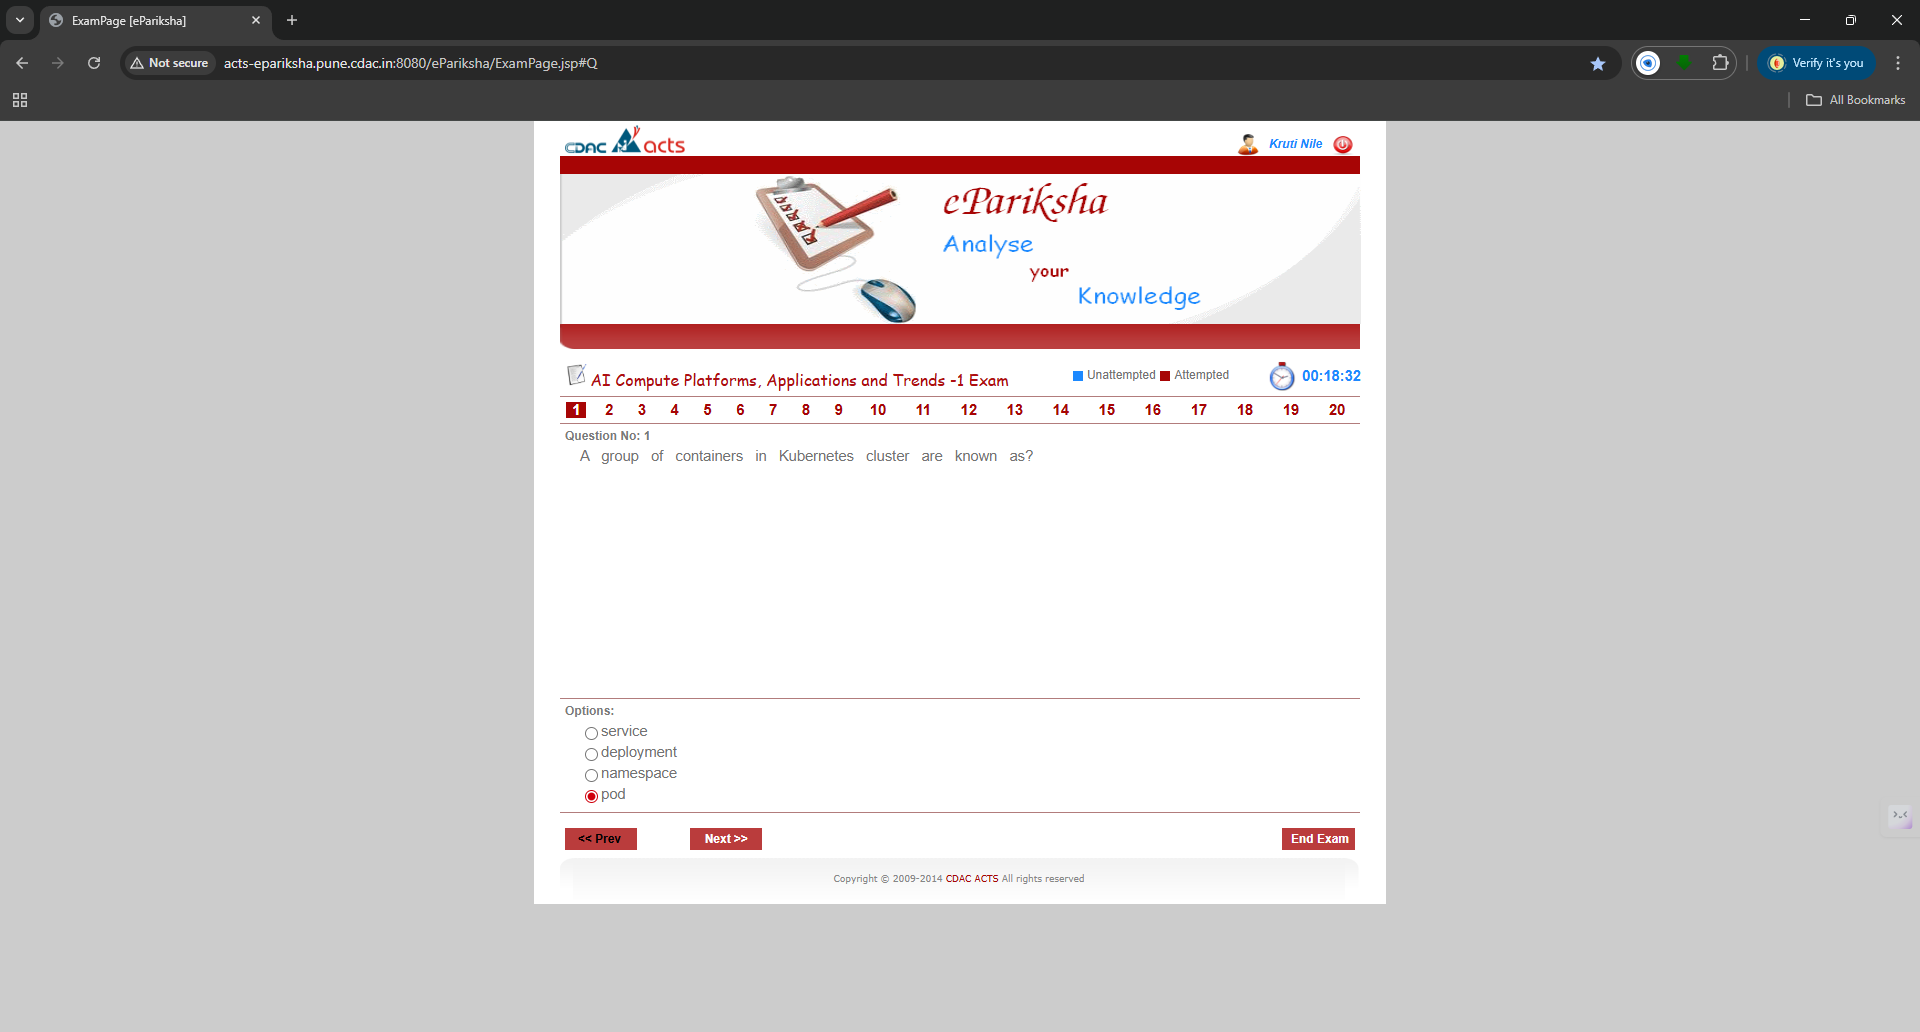 ExamPage [ePariksha]
Not secure
acts-epariksha.pune.cdac.in:8080/ePariksha/ExamPage.jsp#Q
Verify it's you
All Bookmarks
CDAC acts
Kruti Nile
ePariksha
Analyse
your
Knowledge
AI Compute Platforms, Applications and Trends -1 Exam
Unattempted Attempted
00:18:32
1 2 3 4 5 6 7 8 9 10 11 12 13 14 15 16 17 18 19 20
Question No: 1
A group of containers in Kubernetes cluster are known as?
Options:
service
deployment
namespace
pod
<< Prev Next >> End Exam
Copyright © 2009-2014 CDAC ACTS All rights reserved